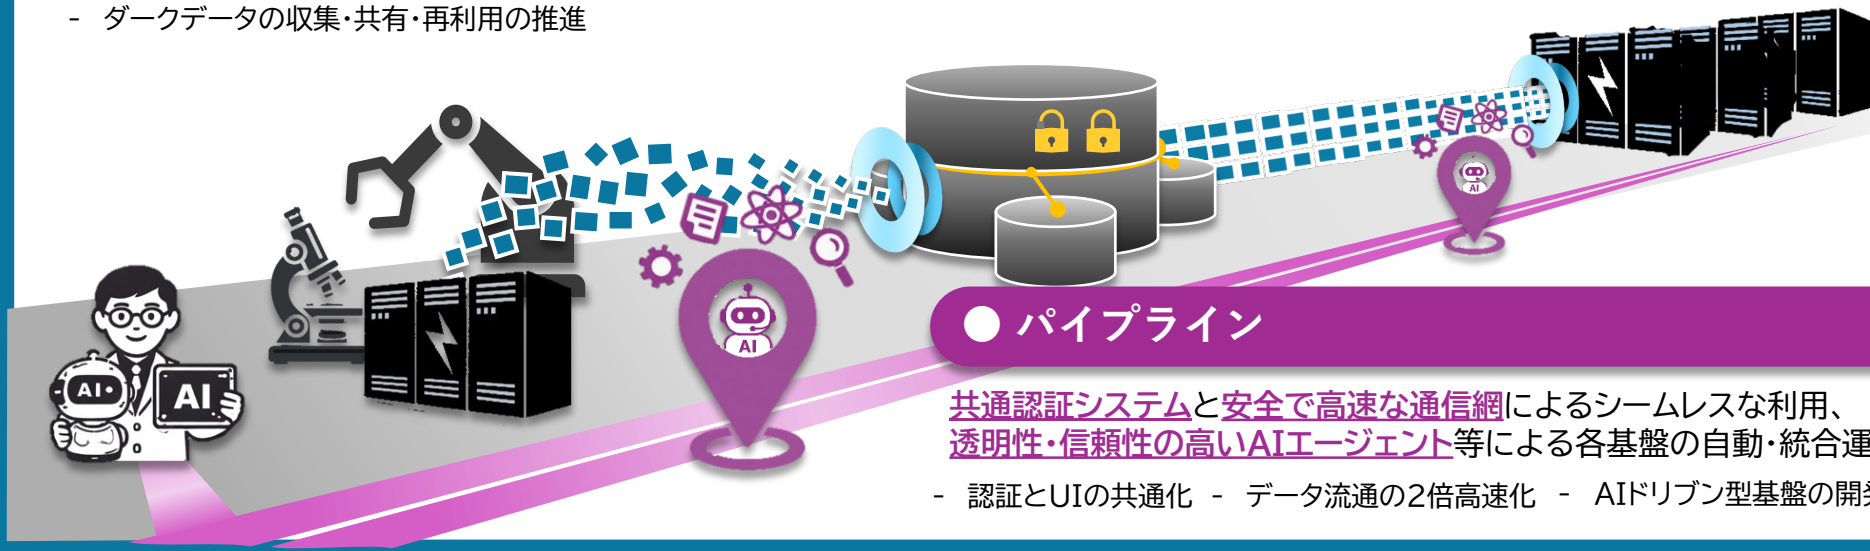 - ダークデータの収集・共有・再利用の推進
AI
AI
AI
AI
● パイプライン
共通認証システムと安全で高速な通信網によるシームレスな利用、
透明性・信頼性の高いAIエージェント等による各基盤の自動・統合運
- 認証とUIの共通化 - データ流通の2倍高速化 - AIドリブン型基盤の開